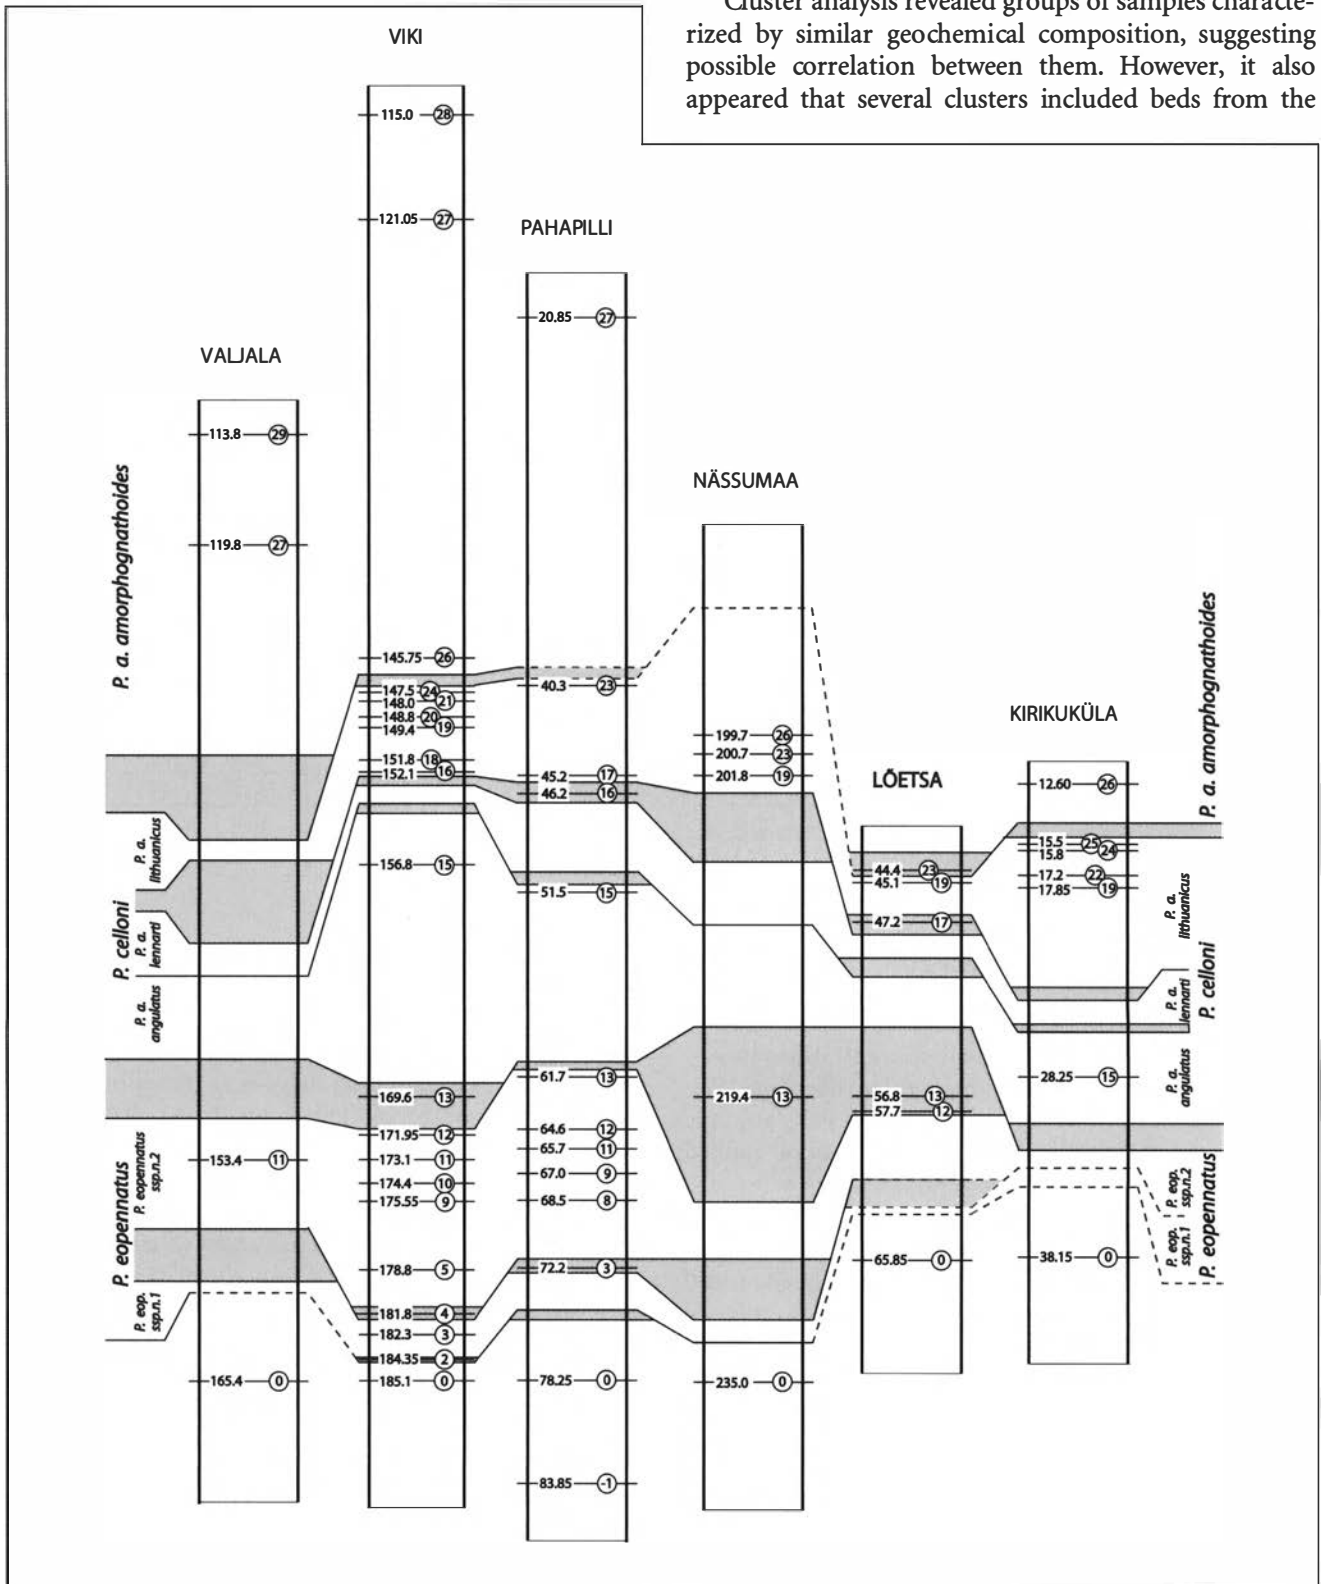 Cluster analysis revealed groups of samples characte-
rized by similar geochemical composition, suggesting
possible correlation between them. However, it also
appeared that several clusters included beds from the
VIKI
115.0 28
121.05 27
145.75 26
147.5 24
148.0 21
148.8 20
149.4 19
151.8 18
152.1 16
156.8 15
169.6 13
171.95 12
173.1 11
174.4 10
175.55 9
178.8 5
181.8 4
182.3 3
184.35 2
185.1 0
PAHAPILLI
20.85 27
40.3 23
45.2 17
46.2 16
51.5 15
61.7 13
64.6 12
65.7 11
67.0 9
68.5 8
72.2 3
78.25 0
83.85 -1
VALJALA
113.8 29
119.8 27
153.4 11
165.4 0
NÄSSUMAA
199.7 26
200.7 23
201.8 19
219.4 13
235.0 0
LÕETSA
44.4 23
45.1 19
47.2 17
56.8 13
57.7 12
65.85 0
KIRIKUKÜLA
12.60 26
15.5 25
15.8 24
17.2 22
17.85 19
28.25 15
38.15 0
P. a. amorphognathoides
P. celloni
P. a.
lithuanicus
P. a.
lennarti
P. a.
angulatus
P. eopennatus
P. eopennatus
ssp.n.2
P. eop.
ssp.n.1
P. a. amorphognathoides
P. celloni
P. a.
lithuanicus
P. a.
lennarti
P. a.
angulatus
P. eopennatus
P. eop.
ssp.n.2
P. eop.
ssp.n.1